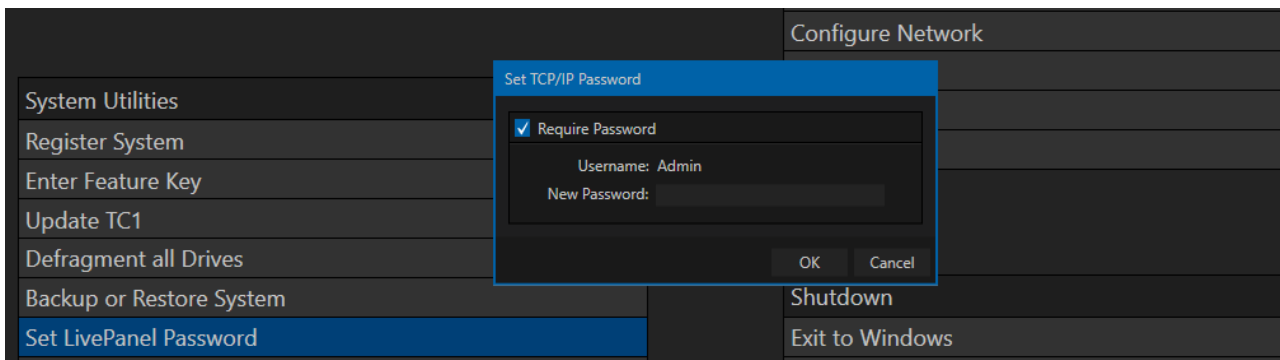 System Utilities
Register System
Enter Feature Key
Update TC1
Defragment all Drives
Backup or Restore System
Set LivePanel Password
Set TCP/IP Password
Require Password
Username: Admin
New Password:
OK Cancel
Configure Network
Shutdown
Exit to Windows